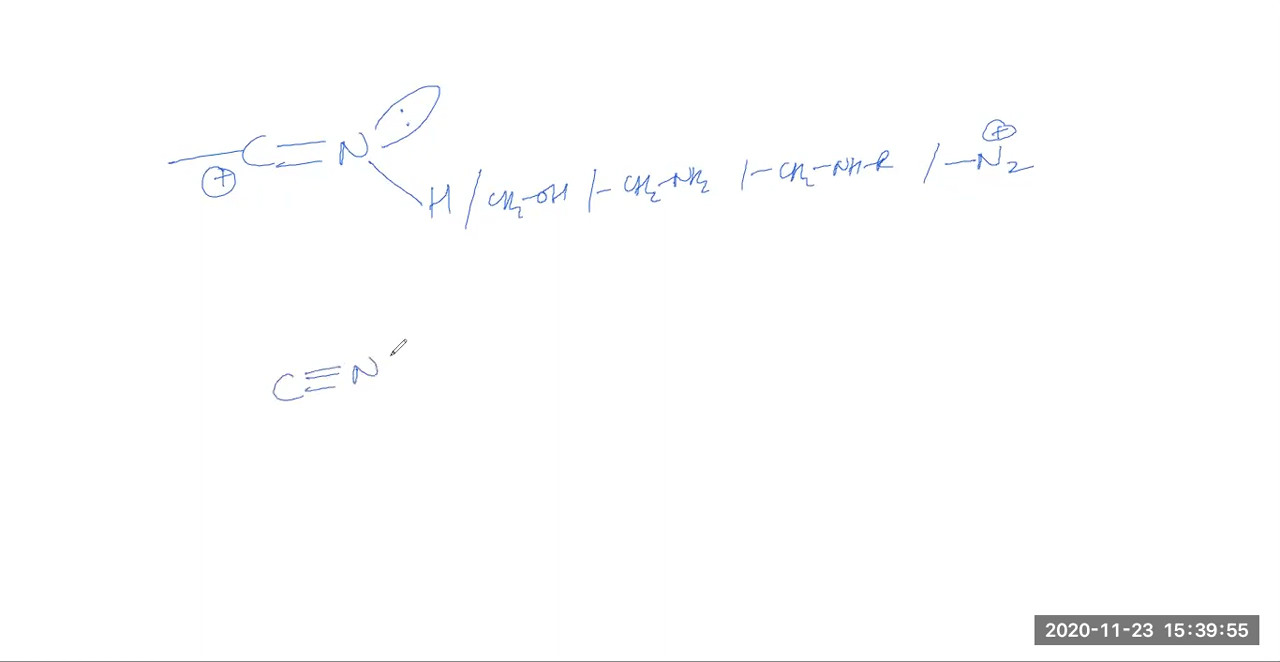 ⊕ C=N: H / CH₂-OH / -CH₂-NH₂ / -CH₂-NH-R / -N₂⊕
C≡N
2020-11-23 15:39:55